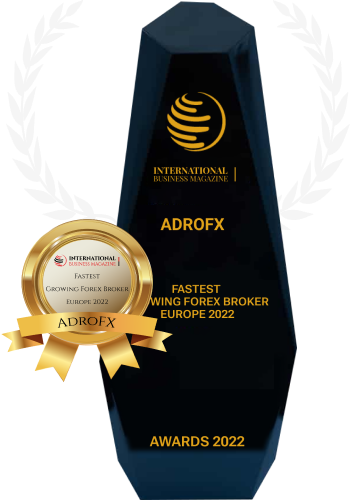 INTERNATIONAL
BUSINESS MAGAZINE
ADROFX
FASTEST
WING FOREX BROKER
EUROPE 2022
AWARDS 2022
INTERNATIONAL
BUSINESS MAGAZINE
FASTEST
GROWING FOREX BROKER
EUROPE 2022
ADROFX